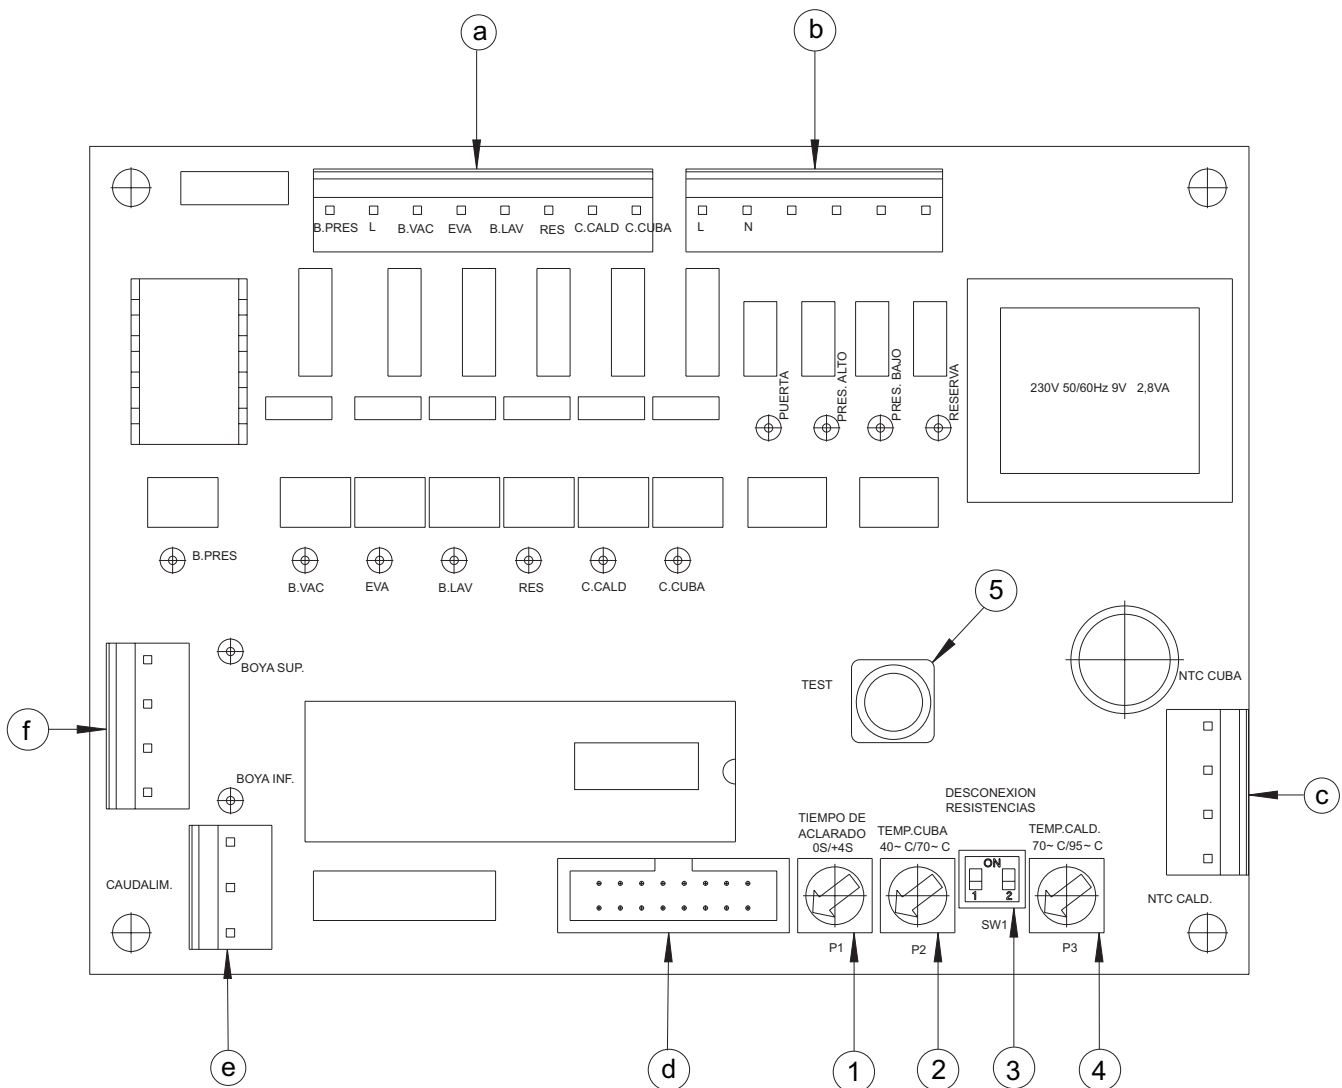 a
b
B.PRES L B.VAC EVA B.LAV RES C.CALD C.CUBA
L N
PUERTA
PRES. ALTO
PRES. BAJO
RESERVA
230V 50/60Hz 9V 2,8VA
B.PRES
B.VAC EVA B.LAV RES C.CALD C.CUBA
5
BOYA SUP.
TEST
NTC CUBA
f
BOYA INF.
c
DESCONEXION
RESISTENCIAS
TIEMPO DE
ACLARADO
0S/+4S
TEMP.CUBA
40~ C/70~ C
TEMP.CALD.
70~ C/95~ C
ON
1 2
CAUDALIM.
NTC CALD.
SW1
P1
P2
P3
e
d
1
2
3
4